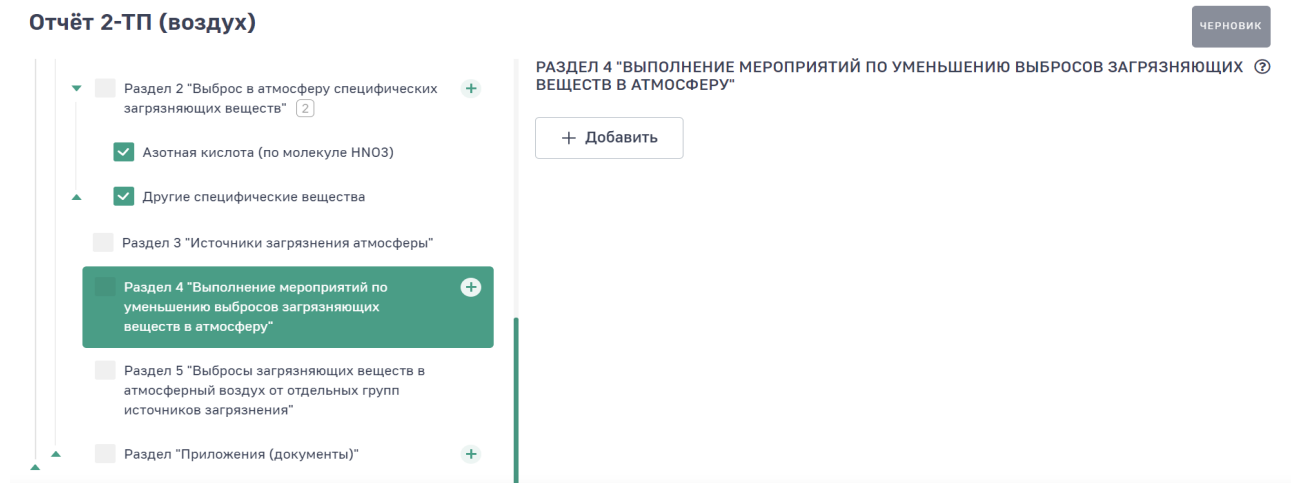 Отчёт 2-ТП (воздух)
ЧЕРНОВИК
Раздел 2 "Выброс в атмосферу специфических
загрязняющих веществ" 2
Азотная кислота (по молекуле HNO3)
Другие специфические вещества
Раздел 3 "Источники загрязнения атмосферы"
Раздел 4 "Выполнение мероприятий по
уменьшению выбросов загрязняющих
веществ в атмосферу"
Раздел 5 "Выбросы загрязняющих веществ в
атмосферный воздух от отдельных групп
источников загрязнения"
Раздел "Приложения (документы)"
РАЗДЕЛ 4 "ВЫПОЛНЕНИЕ МЕРОПРИЯТИЙ ПО УМЕНЬШЕНИЮ ВЫБРОСОВ ЗАГРЯЗНЯЮЩИХ
ВЕЩЕСТВ В АТМОСФЕРУ"
+ Добавить